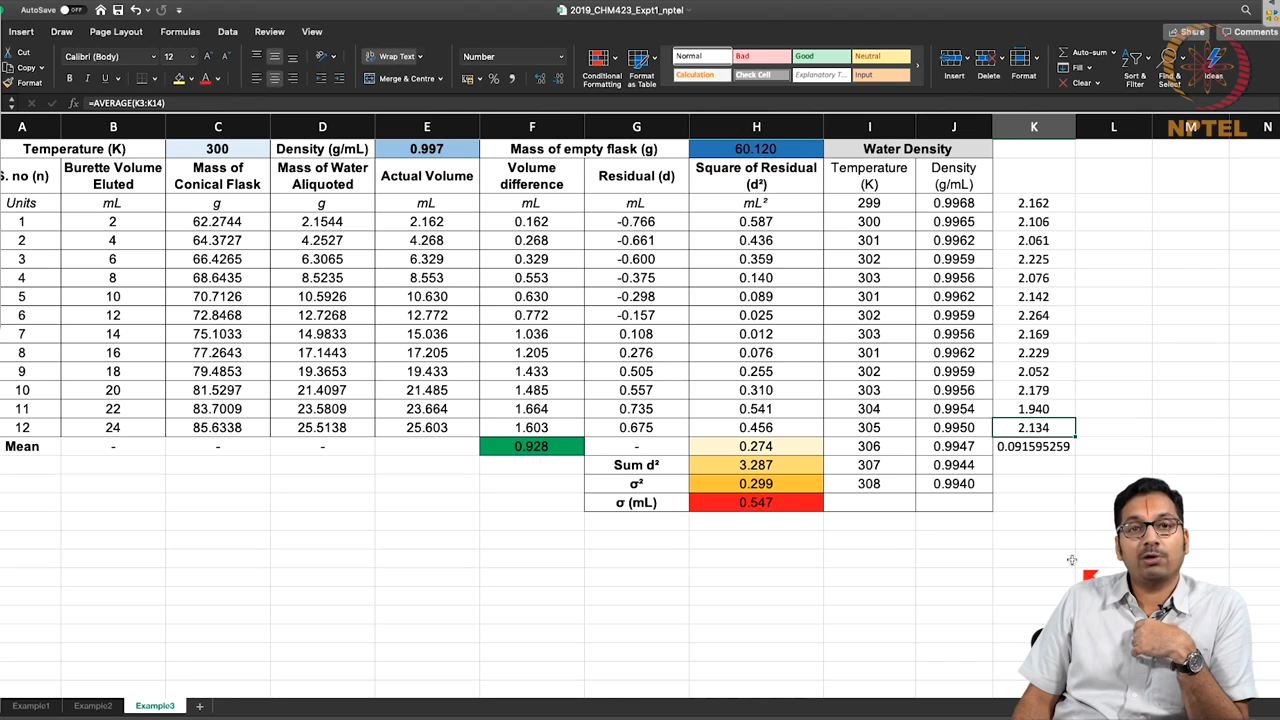 AutoSave OFF 2019_CHM423_Expt1_nptel
Insert Draw Page Layout Formulas Data Review View Share Comments
Cut Calibri (Body) 12 Wrap Text Number Normal Bad Good Neutral Auto-sum
Copy Fill
Format B I U A Merge & Centre Conditional Formatting Format as Table Calculation Check Cell Explanatory T... Input Insert Delete Format Clear Sort & Filter Find & Select Ideas
NPTEL
fx =AVERAGE(K3:K14)
A B C D E F G H I J K L M N
Temperature (K) 300 Density (g/mL) 0.997 Mass of empty flask (g) 60.120 Water Density
S. no (n) Burette Volume Eluted Mass of Conical Flask Mass of Water Aliquoted Actual Volume Volume difference Residual (d) Square of Residual (d²) Temperature (K) Density (g/mL)
Units mL g g mL mL mL mL² 299 0.9968 2.162
1 2 62.2744 2.1544 2.162 0.162 -0.766 0.587 300 0.9965 2.106
2 4 64.3727 4.2527 4.268 0.268 -0.661 0.436 301 0.9962 2.061
3 6 66.4265 6.3065 6.329 0.329 -0.600 0.359 302 0.9959 2.225
4 8 68.6435 8.5235 8.553 0.553 -0.375 0.140 303 0.9956 2.076
5 10 70.7126 10.5926 10.630 0.630 -0.298 0.089 301 0.9962 2.142
6 12 72.8468 12.7268 12.772 0.772 -0.157 0.025 302 0.9959 2.264
7 14 75.1033 14.9833 15.036 1.036 0.108 0.012 303 0.9956 2.169
8 16 77.2643 17.1443 17.205 1.205 0.276 0.076 301 0.9962 2.229
9 18 79.4853 19.3653 19.433 1.433 0.505 0.255 302 0.9959 2.052
10 20 81.5297 21.4097 21.485 1.485 0.557 0.310 303 0.9956 2.179
11 22 83.7009 23.5809 23.664 1.664 0.735 0.541 304 0.9954 1.940
12 24 85.6338 25.5138 25.603 1.603 0.675 0.456 305 0.9950 2.134
Mean - - - 0.928 - 0.274 306 0.9947 0.091595259
Sum d² 3.287 307 0.9944
σ² 0.299 308 0.9940
σ (mL) 0.547
Example1 Example2 Example3 +